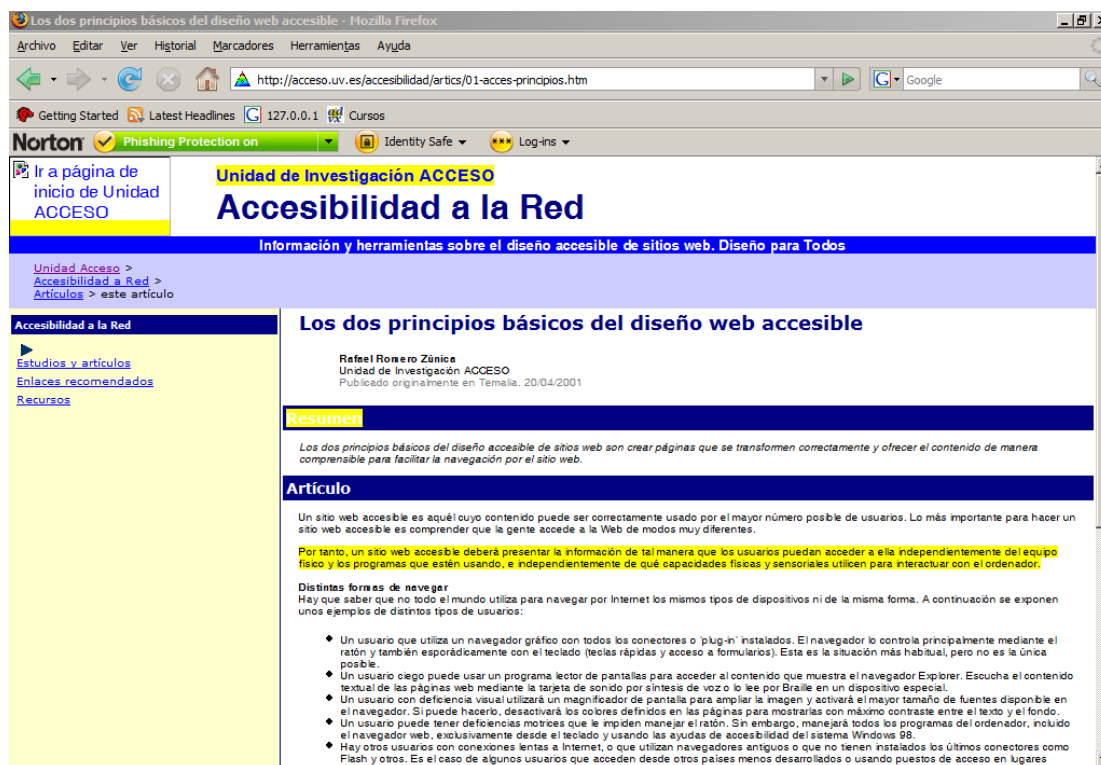 Los dos principios básicos del diseño web accesible - Mozilla Firefox
Archivo Editar Ver Historial Marcadores Herramientas Ayuda
http://acceso.uv.es/accesibilidad/artics/01-acces-principios.htm
G Google
Getting Started Latest Headlines G 127.0.0.1 Cursos
Norton Phishing Protection on Identity Safe Log-ins
Ir a página de
inicio de Unidad
ACCESO
Unidad de Investigación ACCESO
Accesibilidad a la Red
Información y herramientas sobre el diseño accesible de sitios web. Diseño para Todos
Unidad Acceso >
Accesibilidad a Red >
Artículos > este artículo
Accesibilidad a la Red
Estudios y artículos
Enlaces recomendados
Recursos
Los dos principios básicos del diseño web accesible
Rafael Romero Zúnica
Unidad de Investigación ACCESO
Publicado originalmente en Temalia. 20/04/2001
Resumen
Los dos principios básicos del diseño accesible de sitios web son crear páginas que se transformen correctamente y ofrecer el contenido de manera
comprensible para facilitar la navegación por el sitio web.
Artículo
Un sitio web accesible es aquél cuyo contenido puede ser correctamente usado por el mayor número posible de usuarios. Lo más importante para hacer un
sitio web accesible es comprender que la gente accede a la Web de modos muy diferentes.
Por tanto, un sitio web accesible deberá presentar la información de tal manera que los usuarios puedan acceder a ella independientemente del equipo
físico y los programas que estén usando, e independientemente de qué capacidades físicas y sensoriales utilicen para interactuar con el ordenador.
Distintas formas de navegar
Hay que saber que no todo el mundo utiliza para navegar por Internet los mismos tipos de dispositivos ni de la misma forma. A continuación se exponen
unos ejemplos de distintos tipos de usuarios:
Un usuario que utiliza un navegador gráfico con todos los conectores o 'plug-in' instalados. El navegador lo controla principalmente mediante el
ratón y también esporádicamente con el teclado (teclas rápidas y acceso a formularios). Esta es la situación más habitual, pero no es la única
posible.
Un usuario ciego puede usar un programa lector de pantallas para acceder al contenido que muestra el navegador Explorer. Escucha el contenido
textual de las páginas web mediante la tarjeta de sonido por síntesis de voz o lo lee por Braille en un dispositivo especial.
Un usuario con deficiencia visual utilizará un magnificador de pantalla para ampliar la imagen y activará el mayor tamaño de fuentes disponible en
el navegador. Si puede hacerlo, desactivará los colores definidos en las páginas para mostrarlas con máximo contraste entre el texto y el fondo.
Un usuario puede tener deficiencias motrices que le impiden manejar el ratón. Sin embargo, manejará todos los programas del ordenador, incluido
el navegador web, exclusivamente desde el teclado y usando las ayudas de accesibilidad del sistema Windows 98.
Hay otros usuarios con conexiones lentas a Internet, o que utilizan navegadores antiguos o que no tienen instalados los últimos conectores como
Flash y otros. Es el caso de algunos usuarios que acceden desde otros países menos desarrollados o usando puestos de acceso en lugares